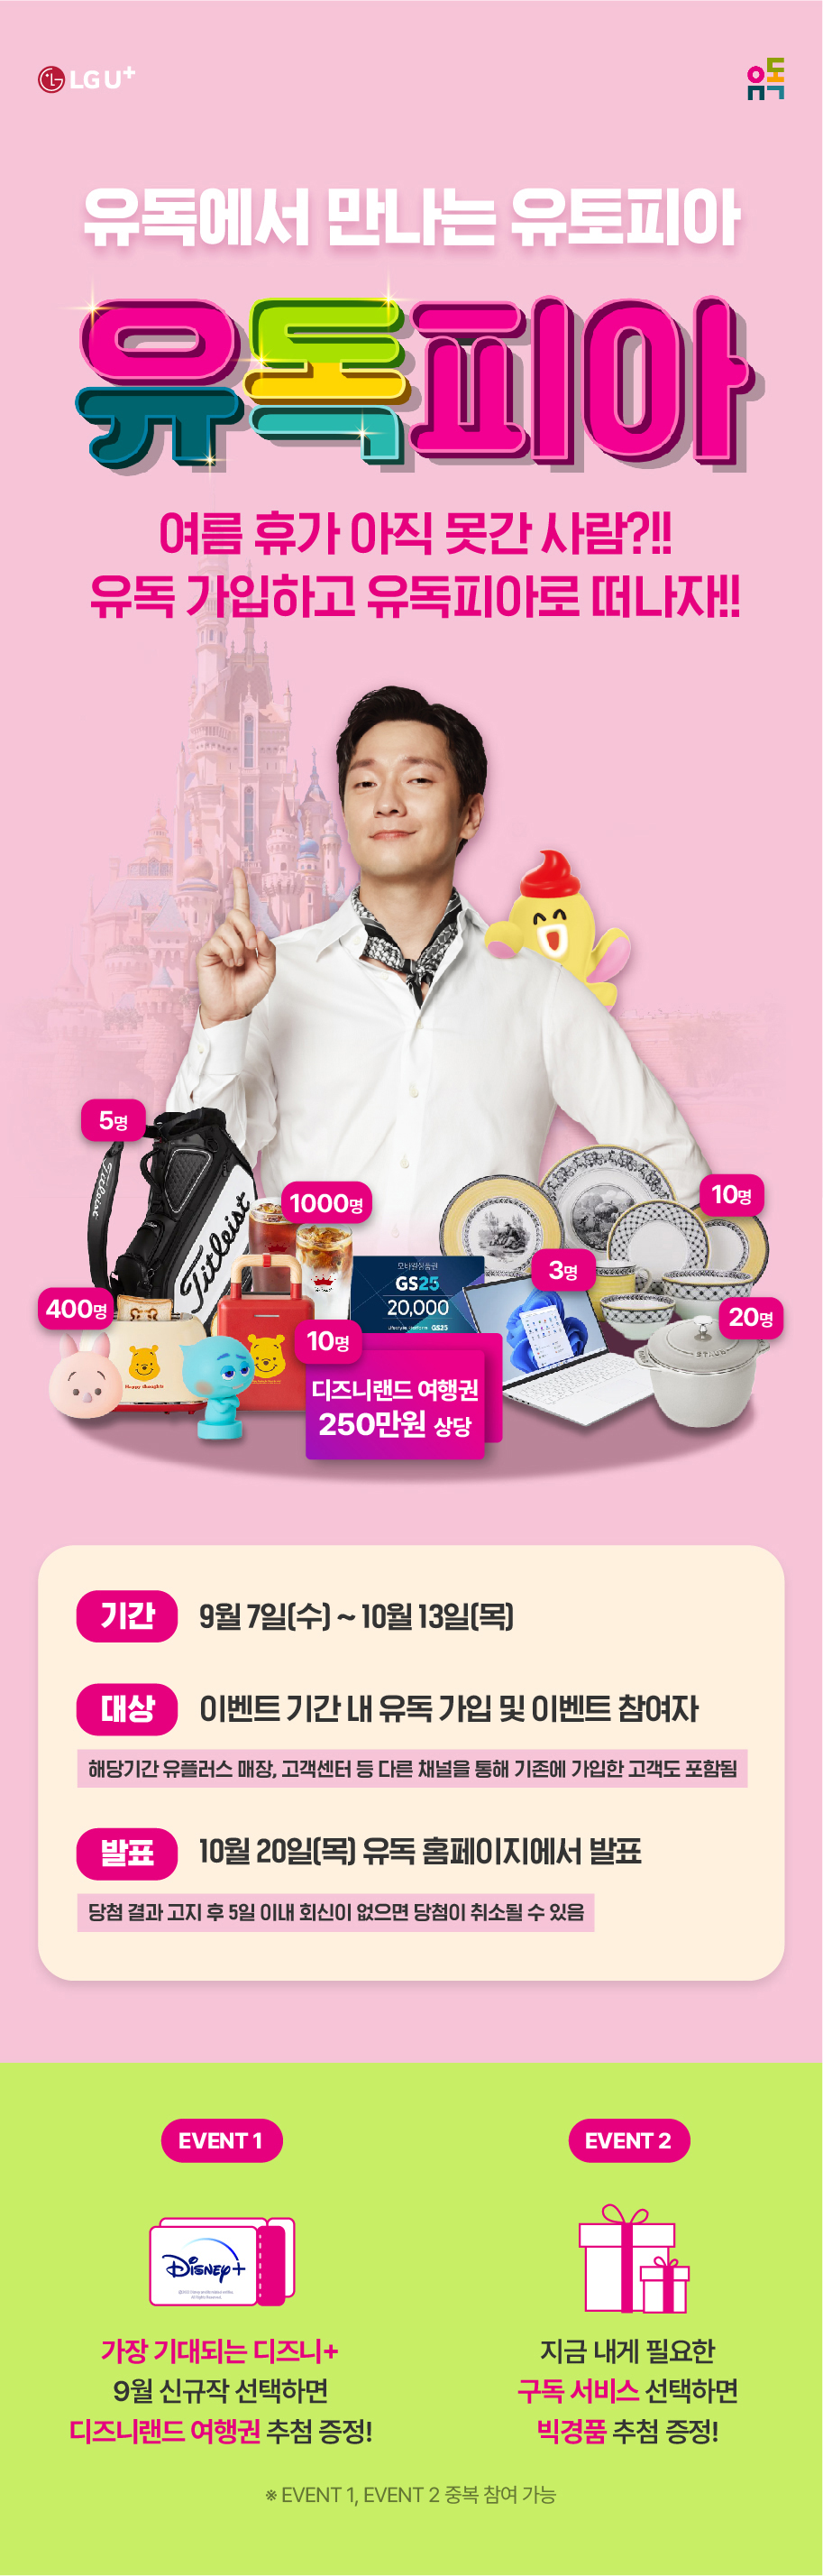 LG U+
유독
유독에서 만나는 유토피아
유독피아
여름 휴가 아직 못간 사람?!!
유독 가입하고 유독피아로 떠나자!!
5명
Titleist
Titleist
1000명
10명
모바일상품권
GS25
20,000
GS25
3명
400명
10명
20명
Happy thoughts
STAUB
디즈니랜드 여행권
250만원 상당
기간 9월 7일(수) ~ 10월 13일(목)
대상 이벤트 기간 내 유독 가입 및 이벤트 참여자
해당기간 유플러스 매장, 고객센터 등 다른 채널을 통해 기존에 가입한 고객도 포함됨
발표 10월 20일(목) 유독 홈페이지에서 발표
당첨 결과 고지 후 5일 이내 회신이 없으면 당첨이 취소될 수 있음
EVENT 1
Disney+
가장 기대되는 디즈니+
9월 신규작 선택하면
디즈니랜드 여행권 추첨 증정!
EVENT 2
지금 내게 필요한
구독 서비스 선택하면
빅경품 추첨 증정!
※ EVENT 1, EVENT 2 중복 참여 가능